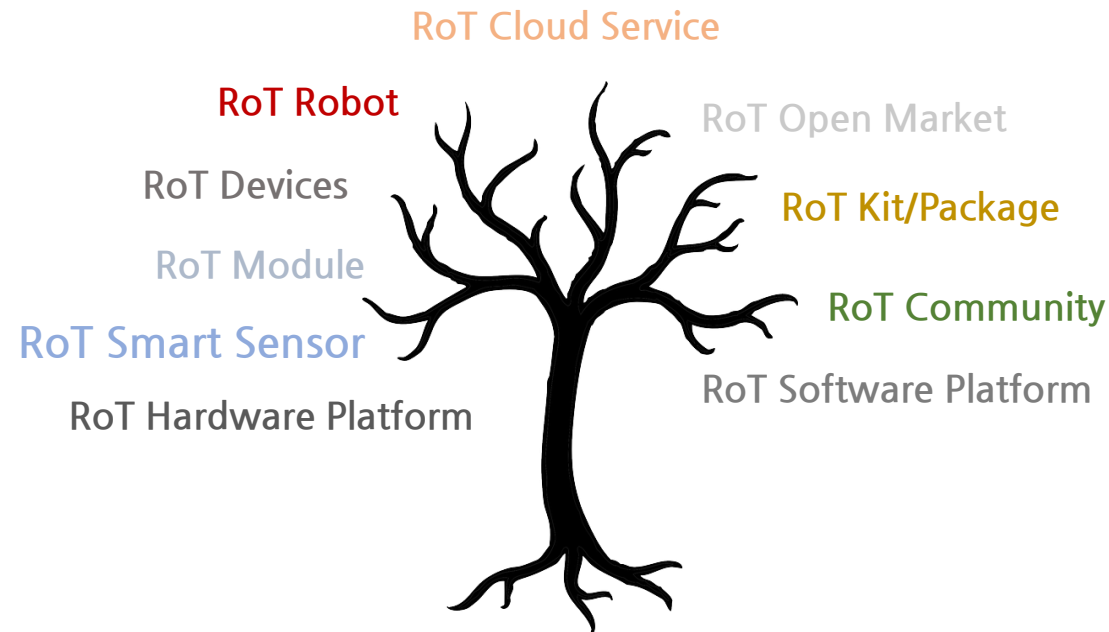 RoT Cloud Service
RoT Robot
RoT Open Market
RoT Devices
RoT Kit/Package
RoT Module
RoT Community
RoT Smart Sensor
RoT Software Platform
RoT Hardware Platform